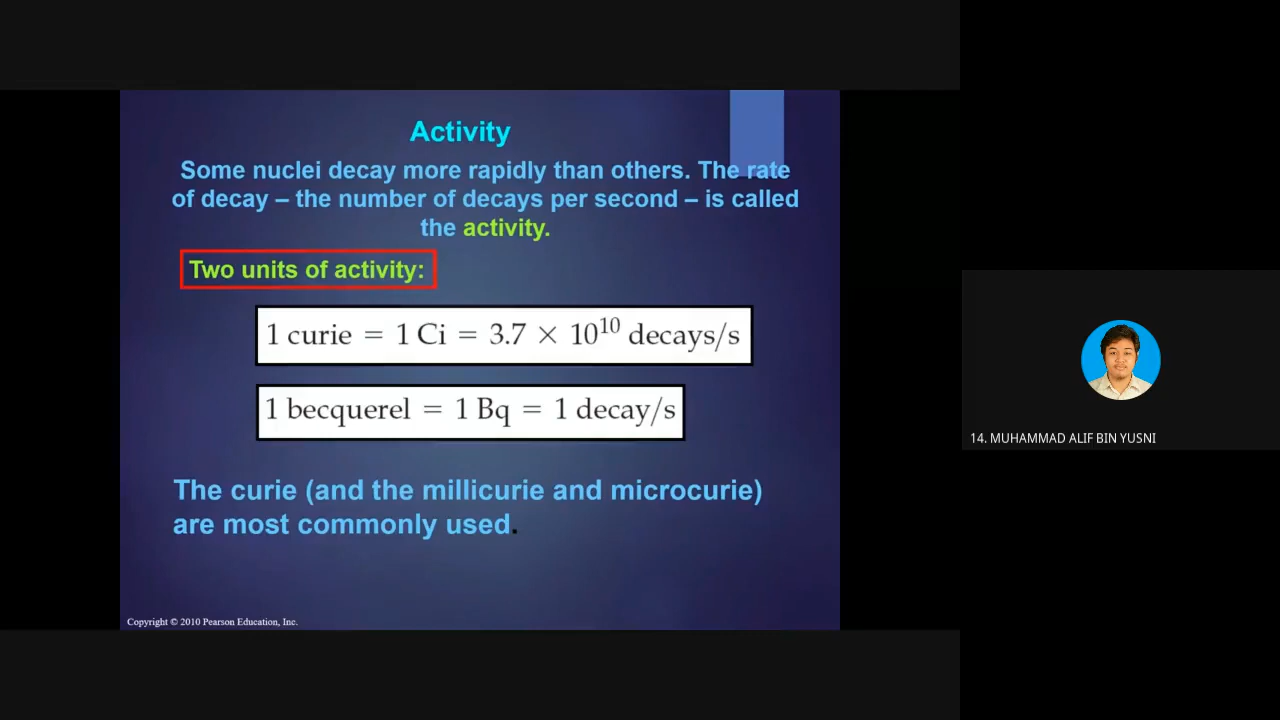 Activity
Some nuclei decay more rapidly than others. The rate
of decay – the number of decays per second – is called
the activity.
Two units of activity:
1 curie = 1 Ci = 3.7 × 10¹⁰ decays/s
1 becquerel = 1 Bq = 1 decay/s
The curie (and the millicurie and microcurie)
are most commonly used.
Copyright © 2010 Pearson Education, Inc.
14. MUHAMMAD ALIF BIN YUSNI